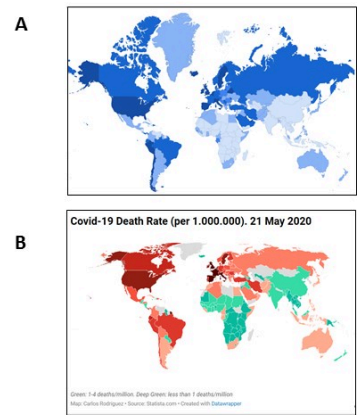 A
B
Covid-19 Death Rate (per 1.000.000). 21 May 2020
Green: 1-4 deaths/million. Deep Green: less than 1 deaths/million
Map: Carlos Rodriguez • Source: Statista.com • Created with Datawrapper